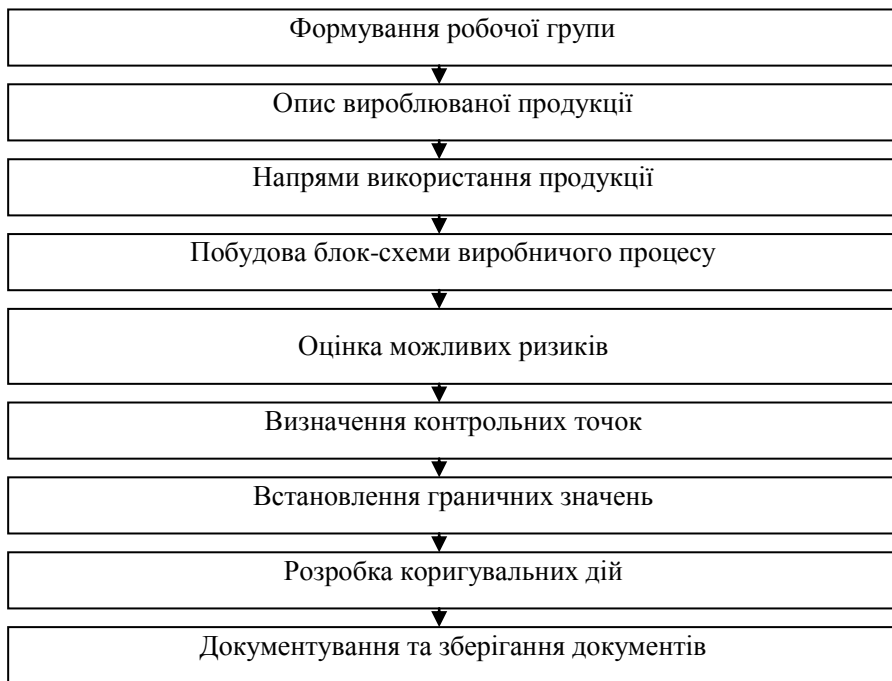 Формування робочої групи
Опис вироблюваної продукції
Напрями використання продукції
Побудова блок-схеми виробничого процесу
Оцінка можливих ризиків
Визначення контрольних точок
Встановлення граничних значень
Розробка коригувальних дій
Документування та зберігання документів